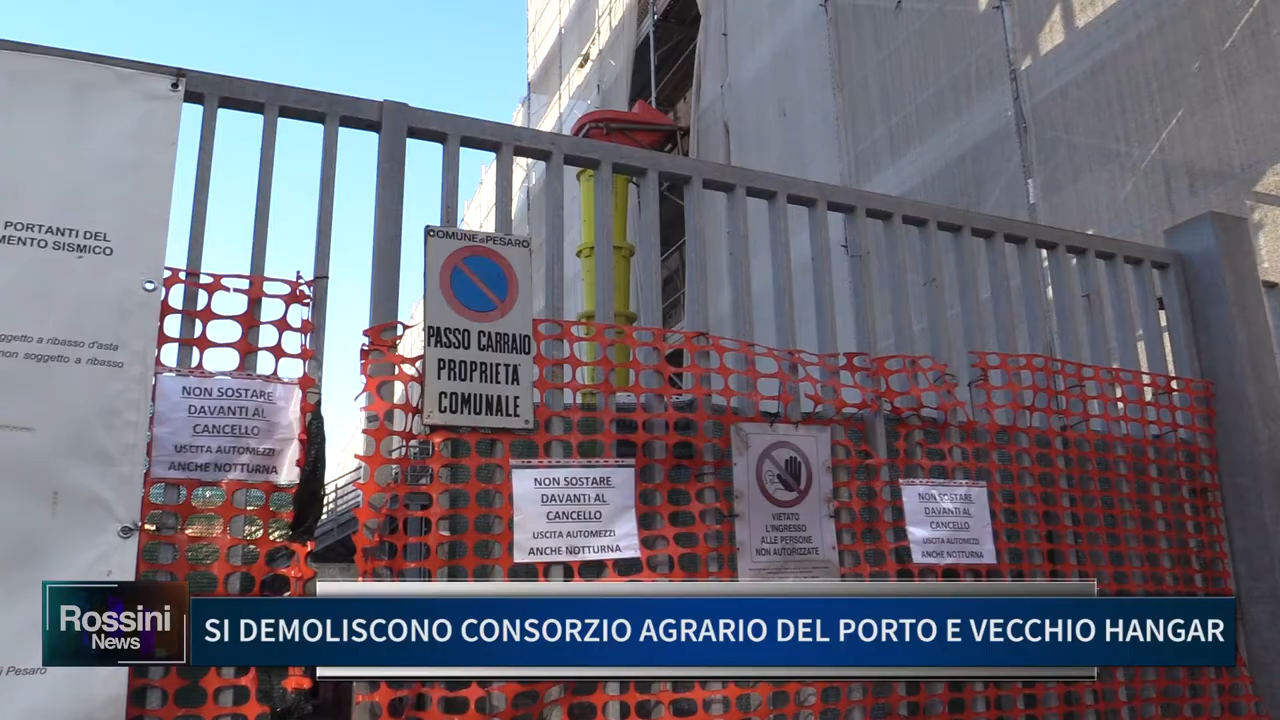 PORTANTI DEL
MENTO SISMICO
ggetto a ribasso d'asta
non soggetto a ribasso
i Pesaro
NON SOSTARE
DAVANTI AL
CANCELLO
USCITA AUTOMEZZI
ANCHE NOTTURNA
COMUNE di PESARO
PASSO CARRAIO
PROPRIETA'
COMUNALE
NON SOSTARE
DAVANTI AL
CANCELLO
USCITA AUTOMEZZI
ANCHE NOTTURNA
VIETATO
L'INGRESSO
ALLE PERSONE
NON AUTORIZZATE
NON SOSTARE
DAVANTI AL
CANCELLO
USCITA AUTOMEZZI
ANCHE NOTTURNA
Rossini
News
SI DEMOLISCONO CONSORZIO AGRARIO DEL PORTO E VECCHIO HANGAR